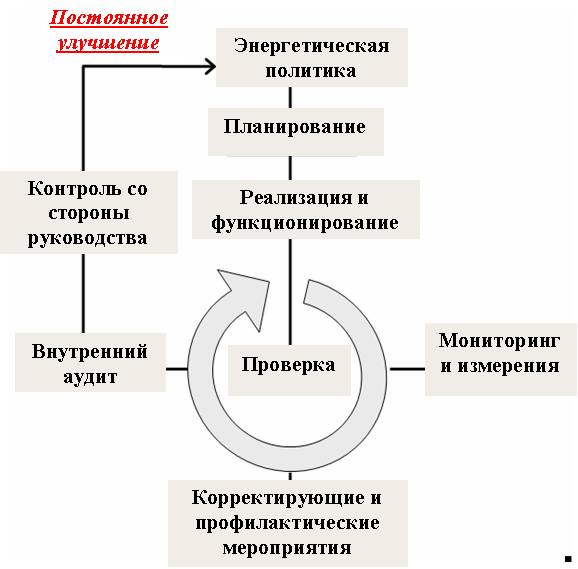 Постоянное
улучшение
Энергетическая
политика
Планирование
Контроль со
стороны
руководства
Реализация и
функционирование
Внутренний
аудит
Проверка
Мониторинг
и измерения
Корректирующие и
профилактические
мероприятия